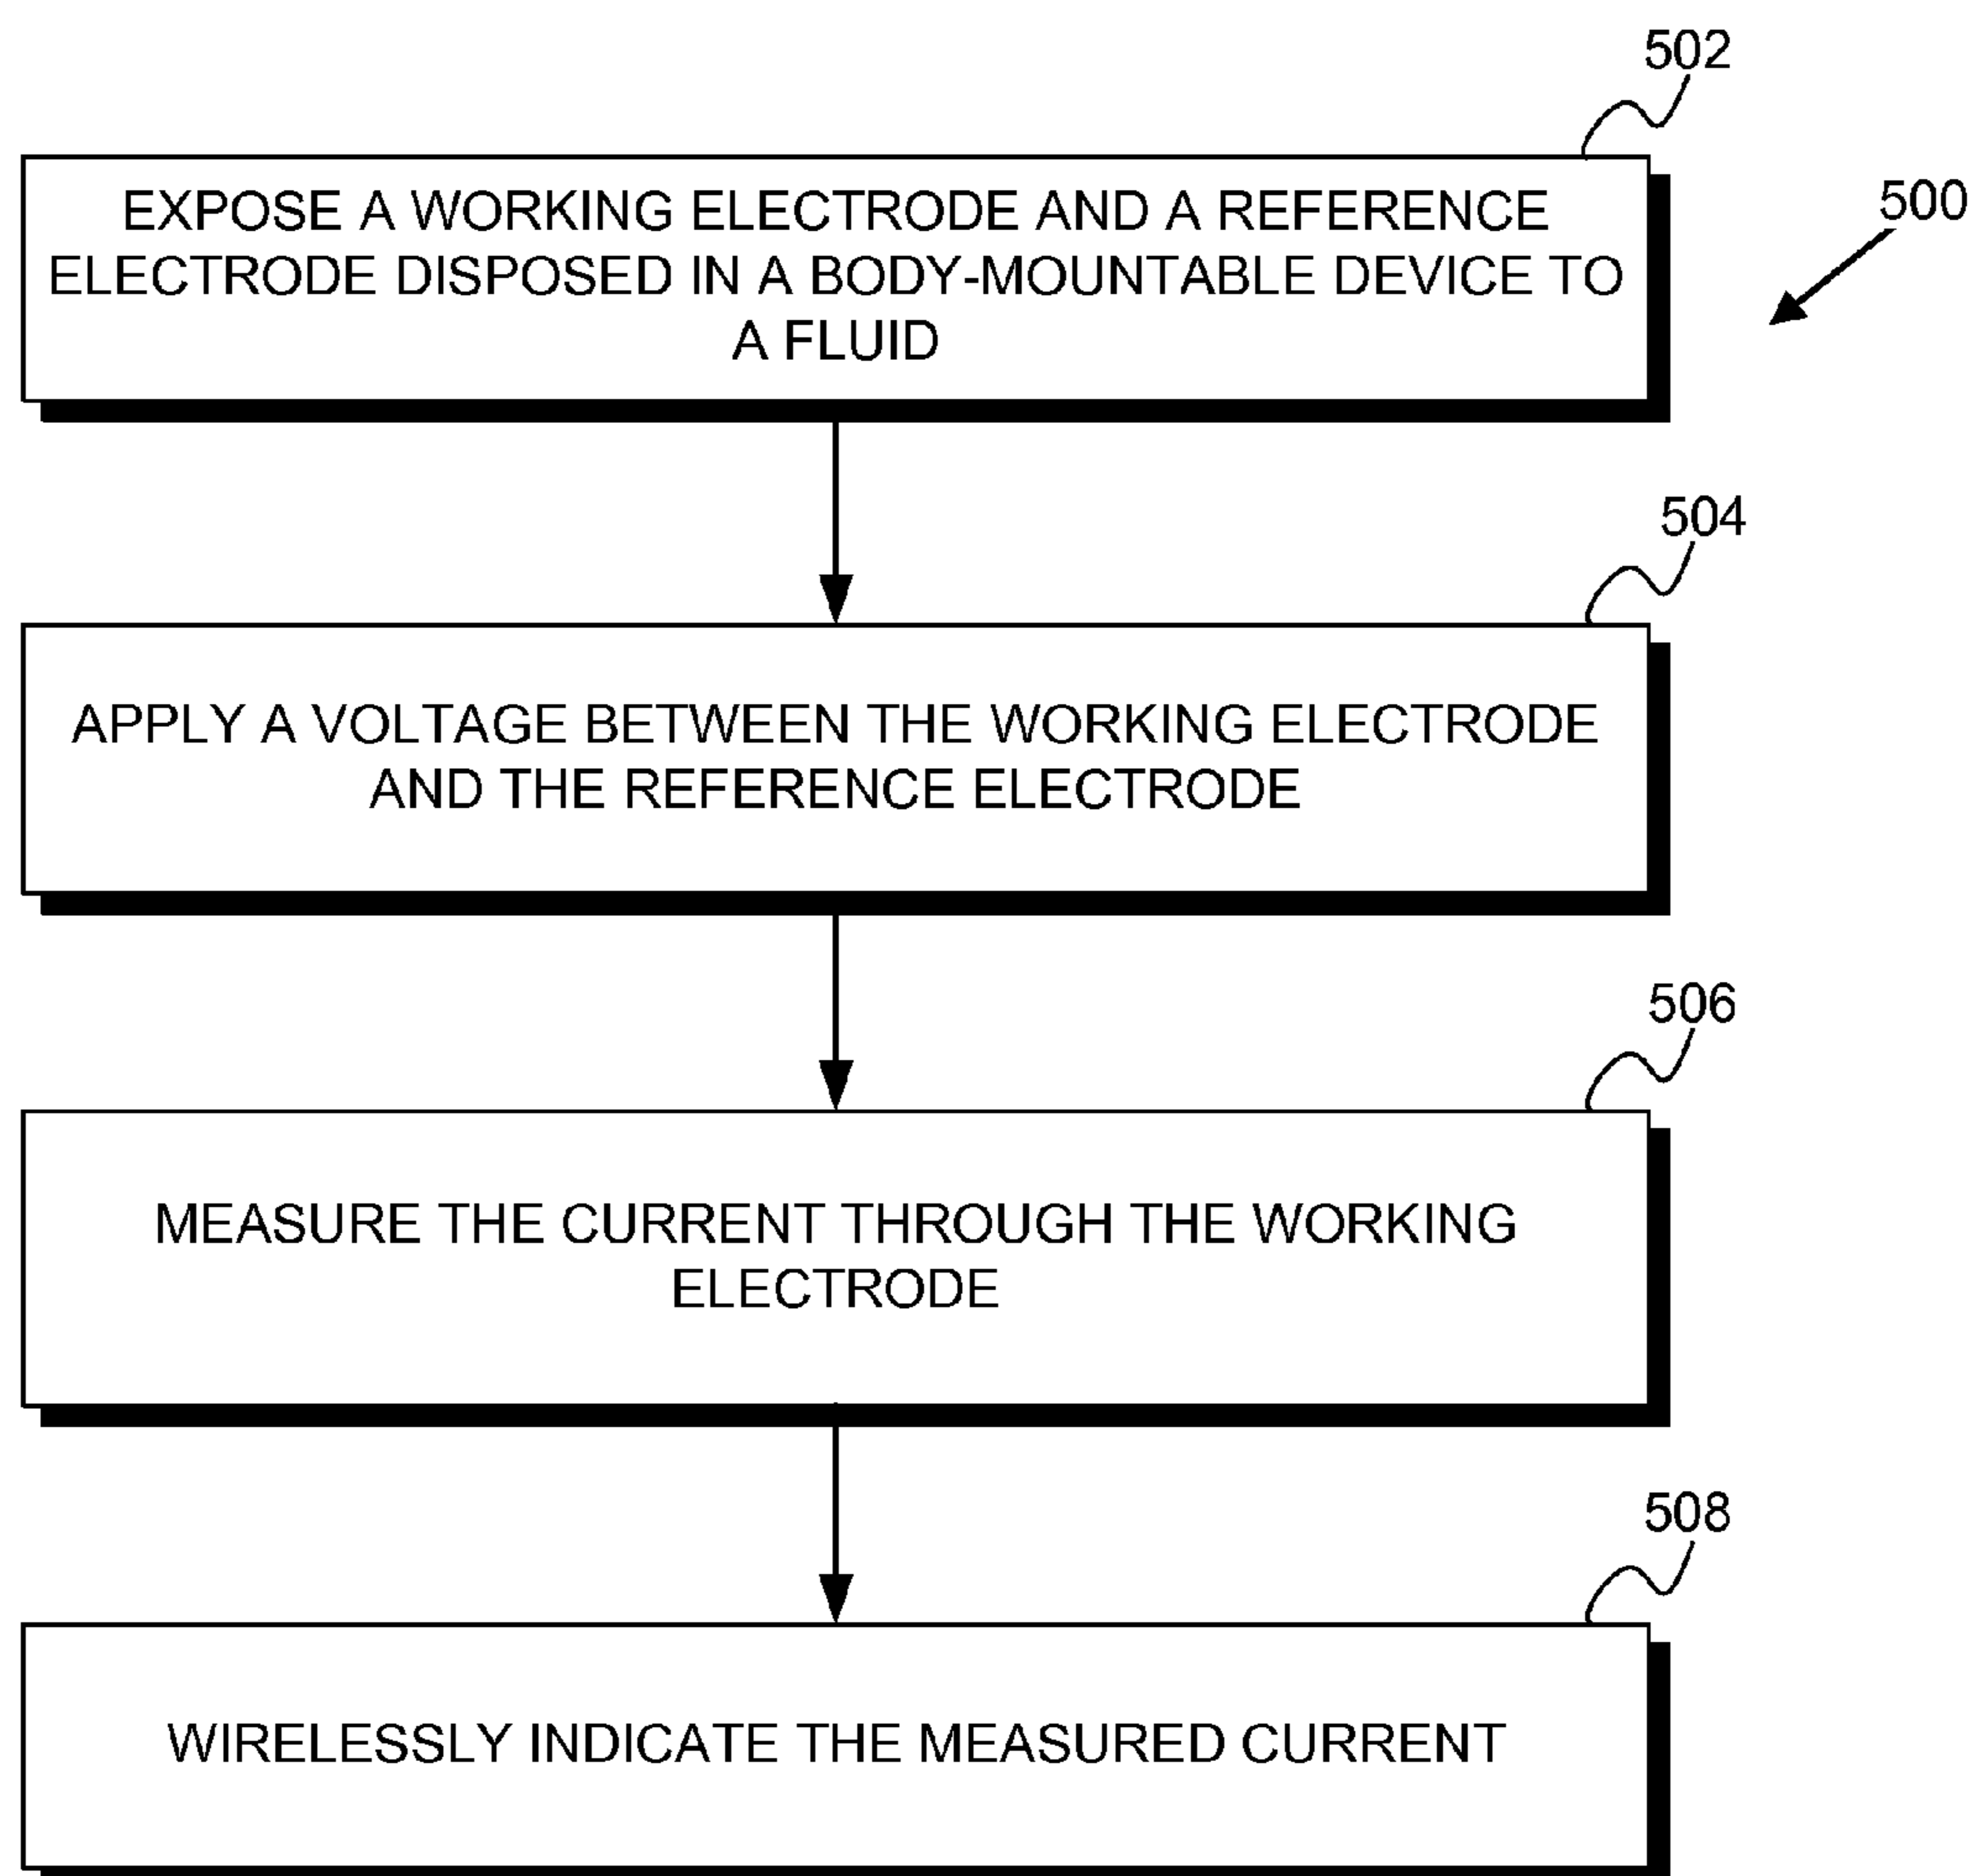 502
500
EXPOSE A WORKING ELECTRODE AND A REFERENCE
ELECTRODE DISPOSED IN A BODY-MOUNTABLE DEVICE TO
A FLUID
504
APPLY A VOLTAGE BETWEEN THE WORKING ELECTRODE
AND THE REFERENCE ELECTRODE
506
MEASURE THE CURRENT THROUGH THE WORKING
ELECTRODE
508
WIRELESSLY INDICATE THE MEASURED CURRENT